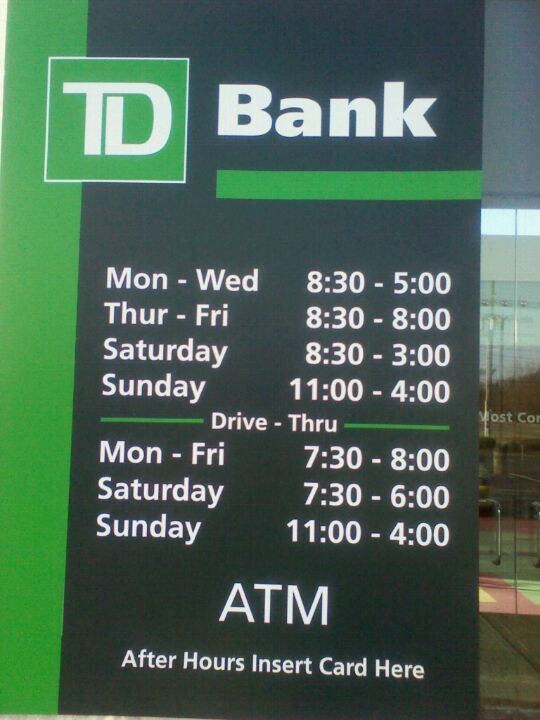 TD Bank
Mon - Wed 8:30 - 5:00
Thur - Fri 8:30 - 8:00
Saturday 8:30 - 3:00
Sunday 11:00 - 4:00
Drive - Thru
Mon - Fri 7:30 - 8:00
Saturday 7:30 - 6:00
Sunday 11:00 - 4:00
ATM
After Hours Insert Card Here
Most